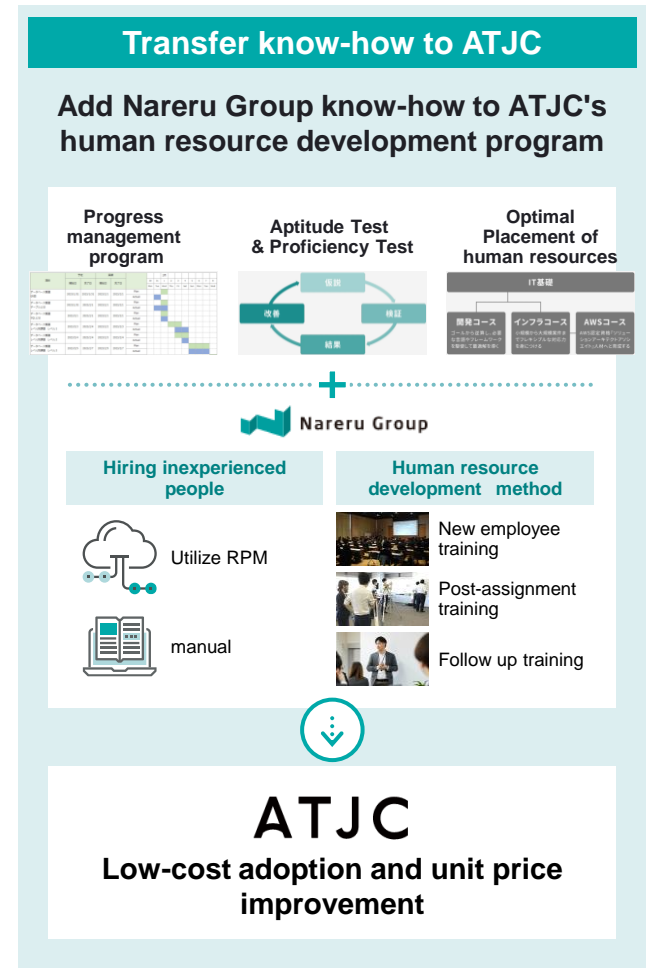 Transfer know-how to ATJC
Add Nareru Group know-how to ATJC's
human resource development program
Progress
management
program
Aptitude Test
& Proficiency Test
Optimal
Placement of
human resources
仮説
改善
検証
結果
IT基礎
開発コース
インフラコース
AWSコース
Nareru Group
Hiring inexperienced
people
Utilize RPM
manual
Human resource
development method
New employee
training
Post-assignment
training
Follow up training
ATJC
Low-cost adoption and unit price
improvement